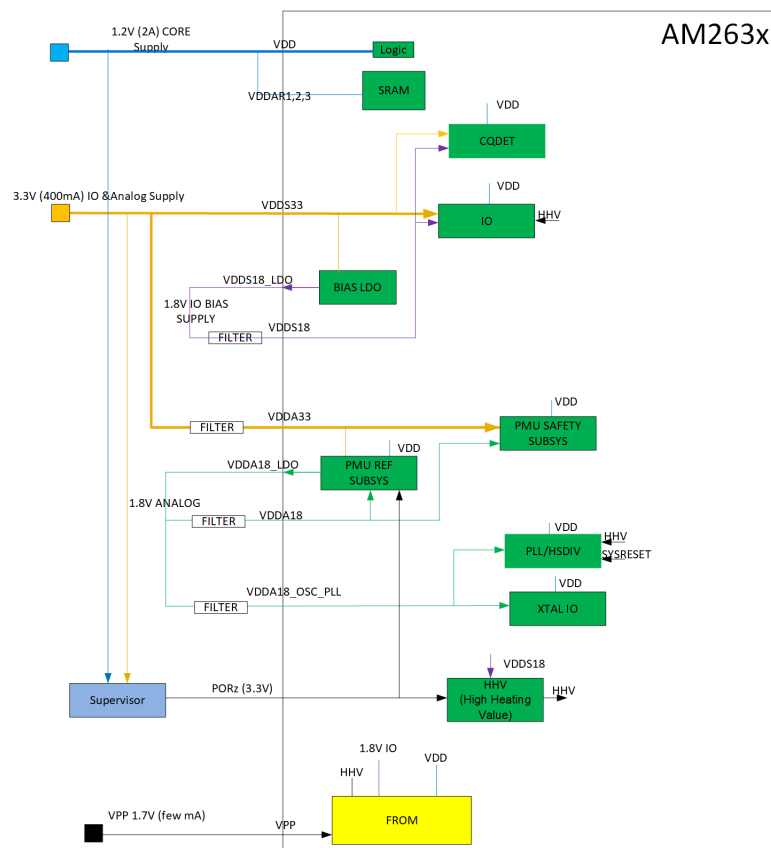 AM263x
1.2V (2A) CORE
Supply
VDD
Logic
SRAM
VDDAR1,2,3
VDD
CQDET
3.3V (400mA) IO &Analog Supply
VDDS33
VDD
IO
HHV
VDDS18_LDO
BIAS LDO
1.8V IO BIAS
SUPPLY
FILTER
VDDS18
VDD
FILTER
VDDA33
PMU SAFETY
SUBSYS
VDD
VDDA18_LDO
PMU REF
SUBSYS
1.8V ANALOG
FILTER
VDDA18
VDD
HHV
PLL/HSDIV
SYSRESET
VDD
VDDA18_OSC_PLL
FILTER
XTAL IO
VDDS18
PORz (3.3V)
Supervisor
HHV
(High Heating
Value)
HHV
1.8V IO
HHV
VDD
VPP 1.7V (few mA)
VPP
FROM